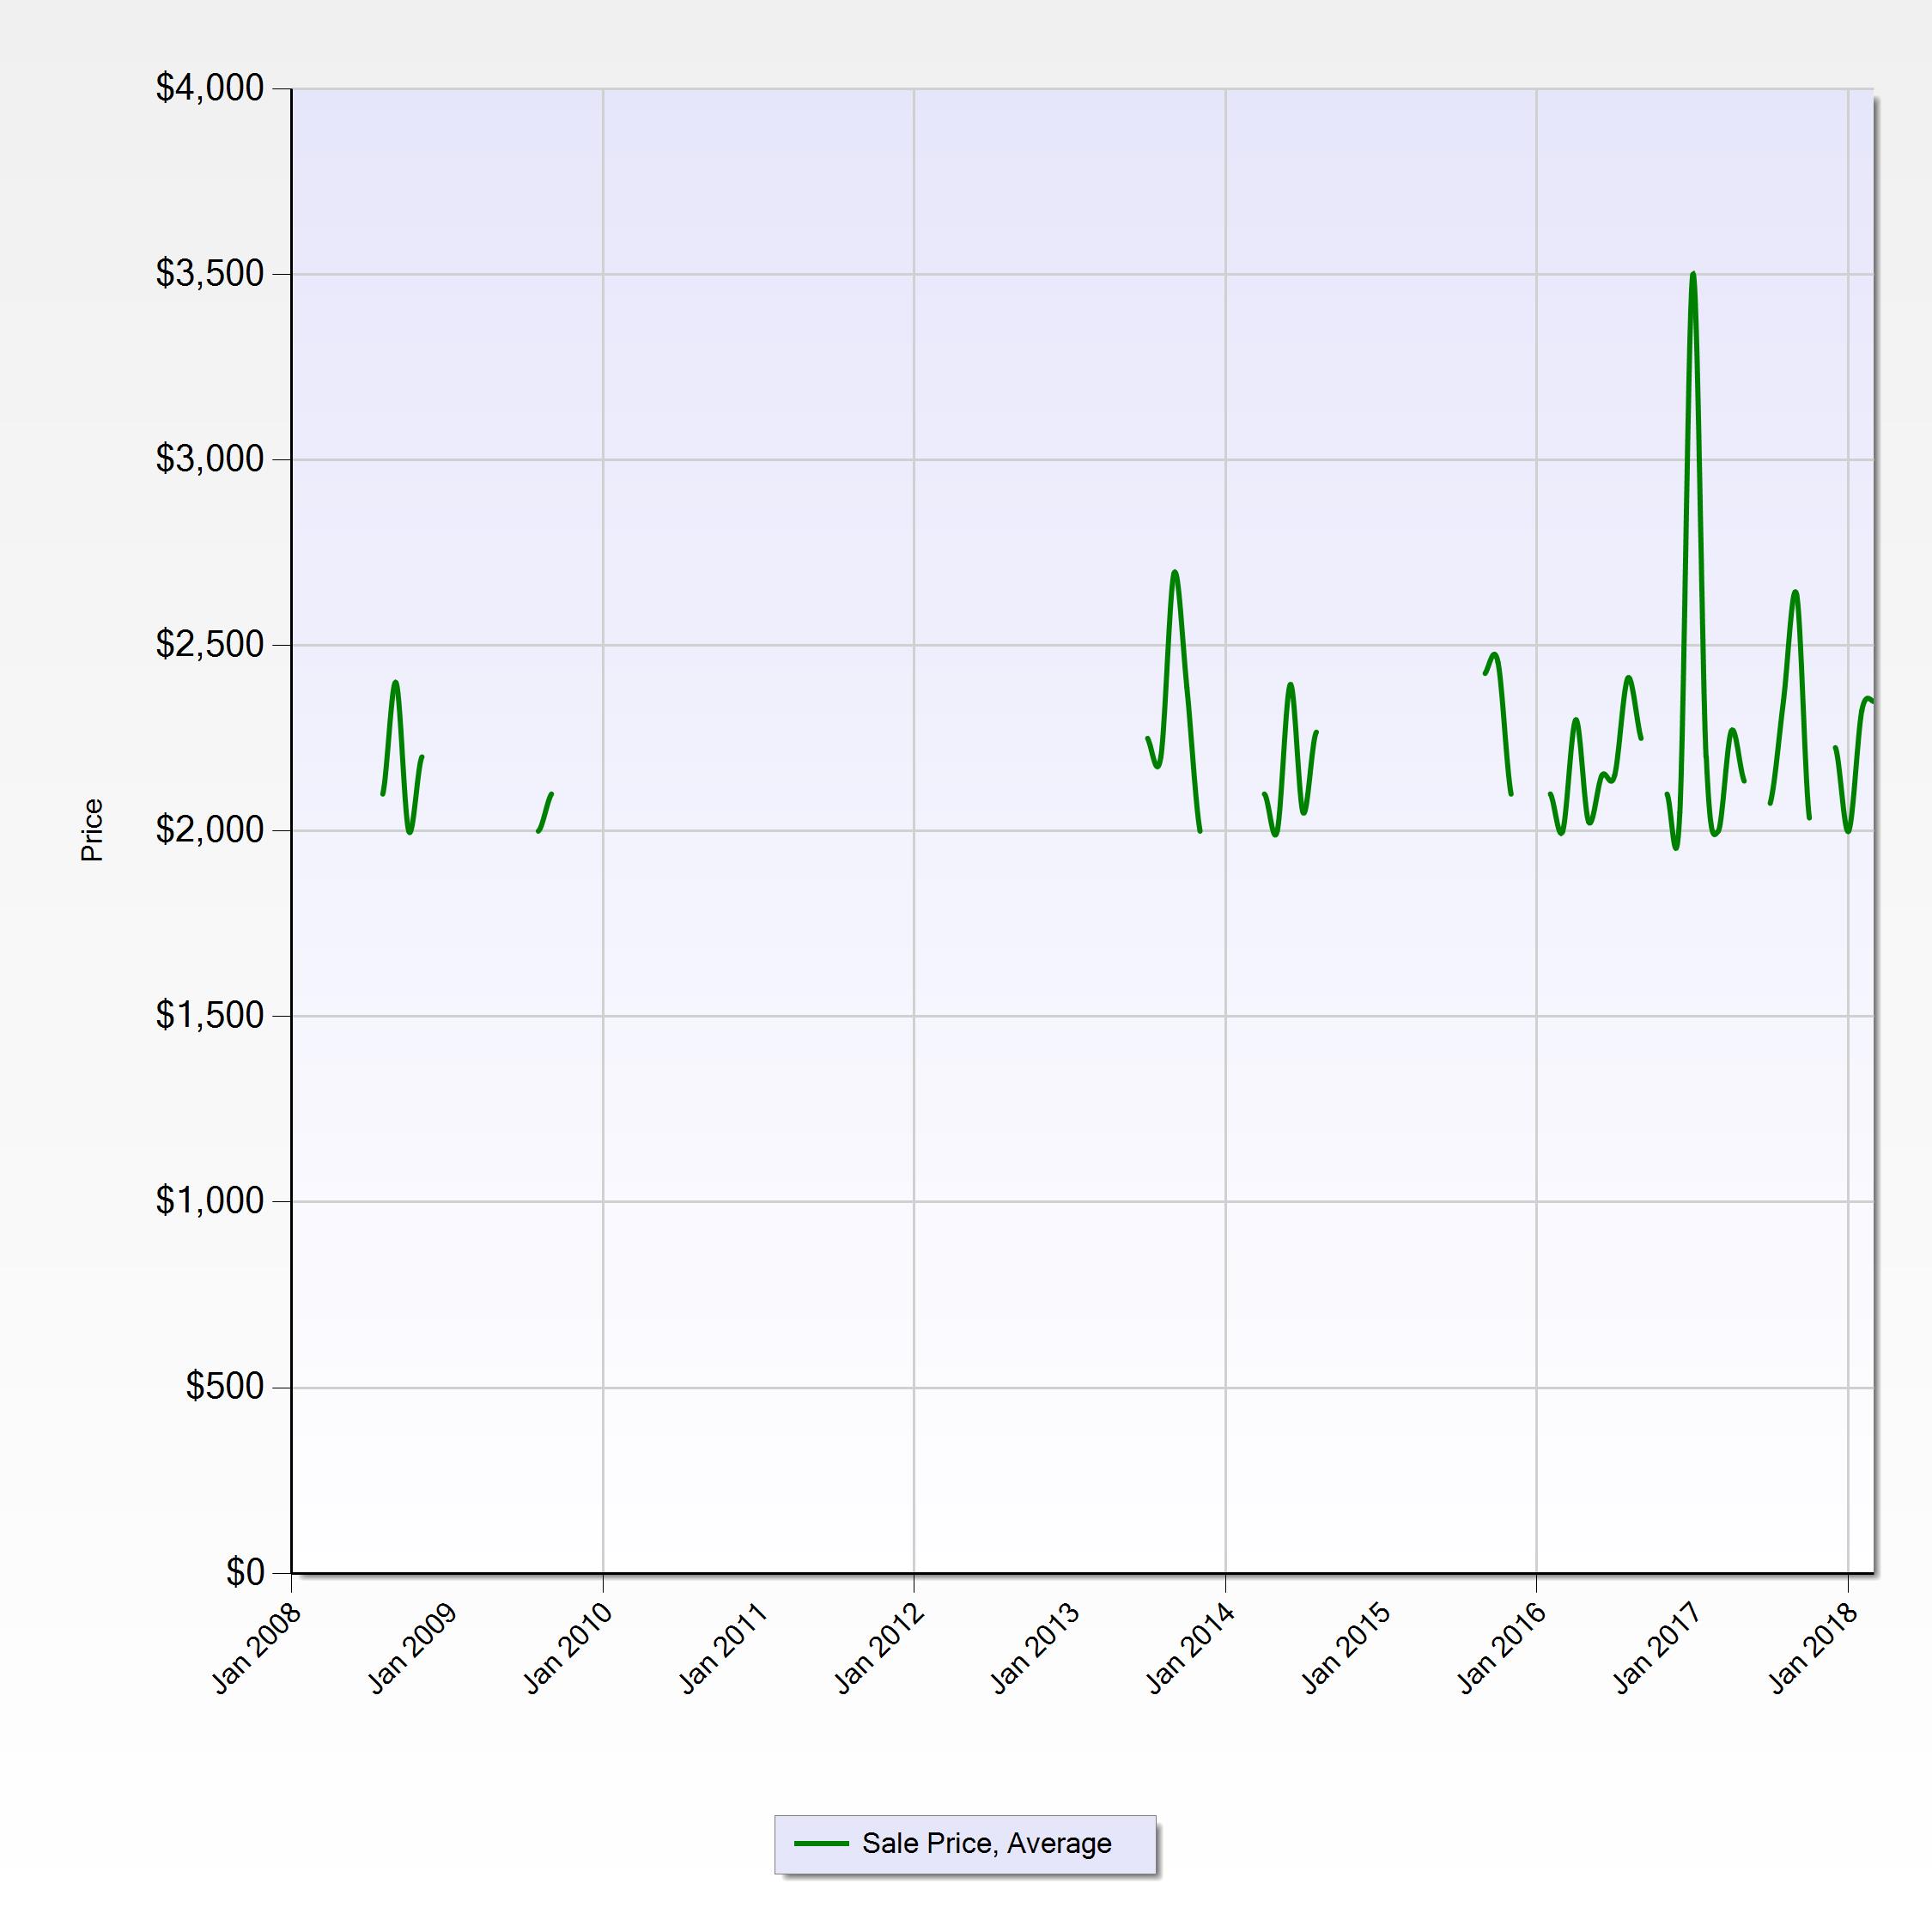 $4,000
$3,500
$3,000
$2,500
$2,000
$1,500
$1,000
$500
$0
Price
Jan 2008
Jan 2009
Jan 2010
Jan 2011
Jan 2012
Jan 2013
Jan 2014
Jan 2015
Jan 2016
Jan 2017
Jan 2018
Sale Price, Average